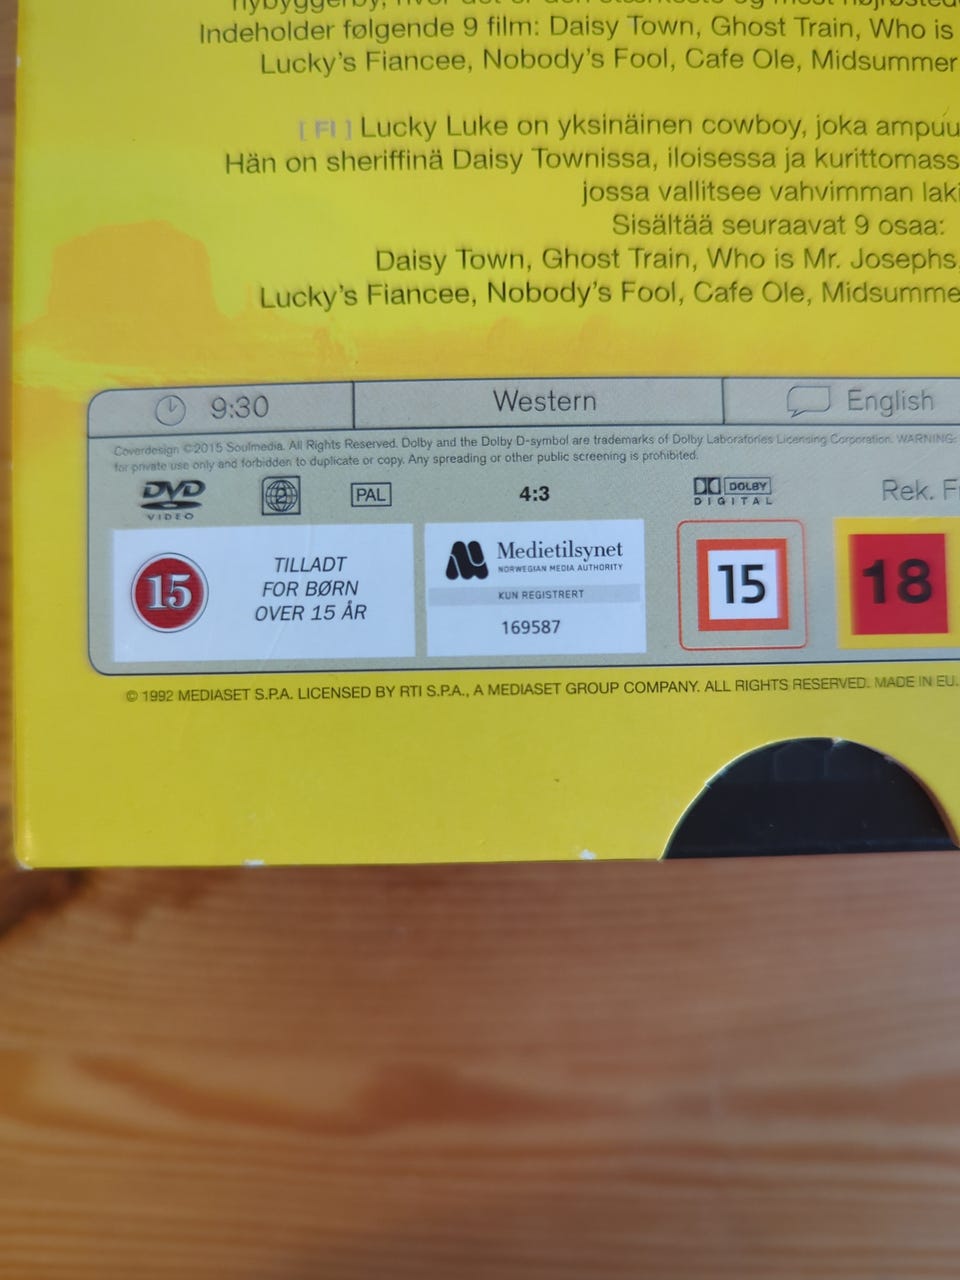 Indeholder følgende 9 film: Daisy Town, Ghost Train, Who is
Lucky's Fiancee, Nobody's Fool, Cafe Ole, Midsummer
[ FI ] Lucky Luke on yksinäinen cowboy, joka ampuu
Hän on sheriffinä Daisy Townissa, iloisessa ja kurittomass
jossa vallitsee vahvimman laki
Sisältää seuraavat 9 osaa:
Daisy Town, Ghost Train, Who is Mr. Josephs,
Lucky's Fiancee, Nobody's Fool, Cafe Ole, Midsumme
9:30 Western English
Coverdesign ©2015 Soulmedia. All Rights Reserved. Dolby and the Dolby D-symbol are trademarks of Dolby Laboratories Licensing Corporation. WARNING:
for private use only and forbidden to duplicate or copy. Any spreading or other public screening is prohibited.
DVD VIDEO 2 PAL 4:3 DOLBY DIGITAL Rek. F
15 TILLADT
FOR BØRN
OVER 15 ÅR
Medietilsynet
NORWEGIAN MEDIA AUTHORITY
KUN REGISTRERT
169587
15
18
© 1992 MEDIASET S.P.A. LICENSED BY RTI S.P.A., A MEDIASET GROUP COMPANY. ALL RIGHTS RESERVED. MADE IN EU.